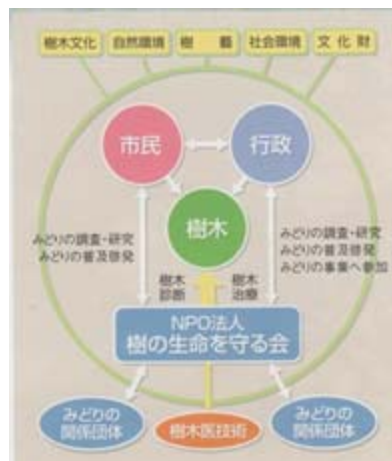 樹木文化
自然環境
樹 藝
社会環境
文化財
市民
行政
樹木
みどりの調査・研究
みどりの普及啓発
みどりの調査・研究
みどりの普及啓発
みどりの事業へ参加
樹木
診断
樹木
治療
NPO法人
樹の生命を守る会
みどりの
関係団体
樹木医技術
みどりの
関係団体